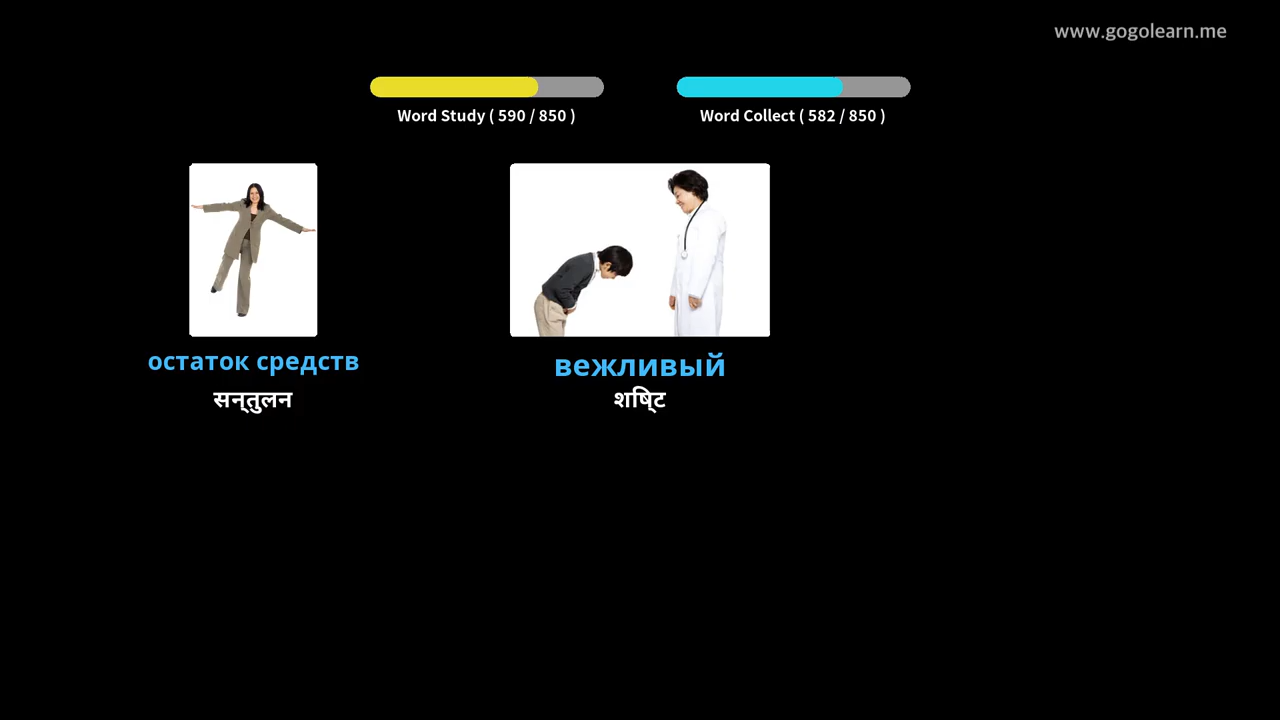 www.gogolearn.me
Word Study ( 590 / 850 )
Word Collect ( 582 / 850 )
остаток средств
सन्तुलन
вежливый
शिष्ट